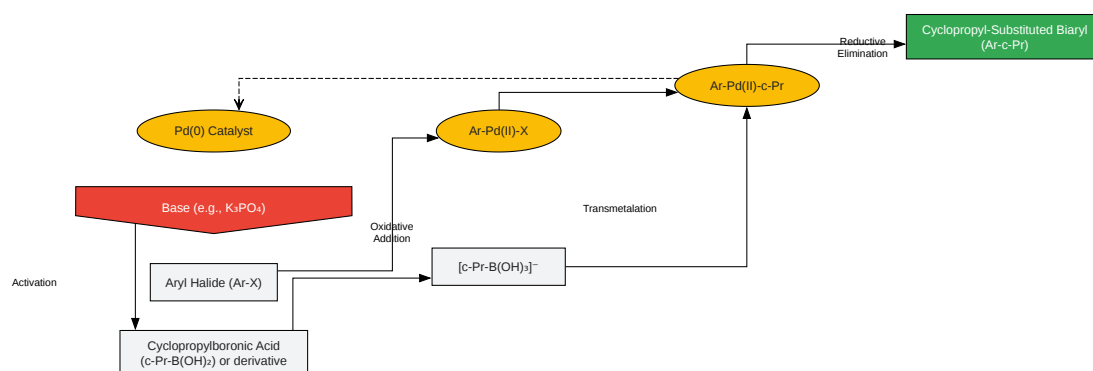 Cyclopropyl-Substituted Biaryl
(Ar-c-Pr)
Reductive
Elimination
Ar-Pd(II)-c-Pr
Pd(0) Catalyst
Ar-Pd(II)-X
Base (e.g., K₃PO₄)
Transmetalation
Oxidative
Addition
[c-Pr-B(OH)₃]⁻
Aryl Halide (Ar-X)
Activation
Cyclopropylboronic Acid
(c-Pr-B(OH)₂) or derivative